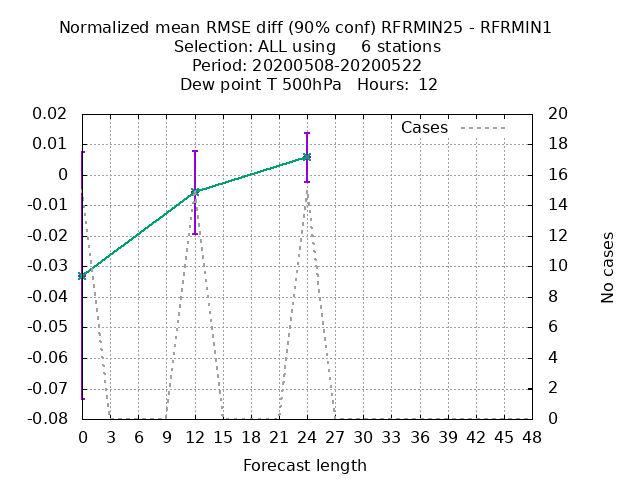 Normalized mean RMSE diff (90% conf) RFRMIN25 - RFRMIN1
Selection: ALL using     6 stations
Period: 20200508-20200522
Dew point T 500hPa   Hours:  12
Cases
0.02
0.01
0
-0.01
-0.02
-0.03
-0.04
-0.05
-0.06
-0.07
-0.08
20
18
16
14
12
10
8
6
4
2
0
No cases
0 3 6 9 12 15 18 21 24 27 30 33 36 39 42 45 48
Forecast length